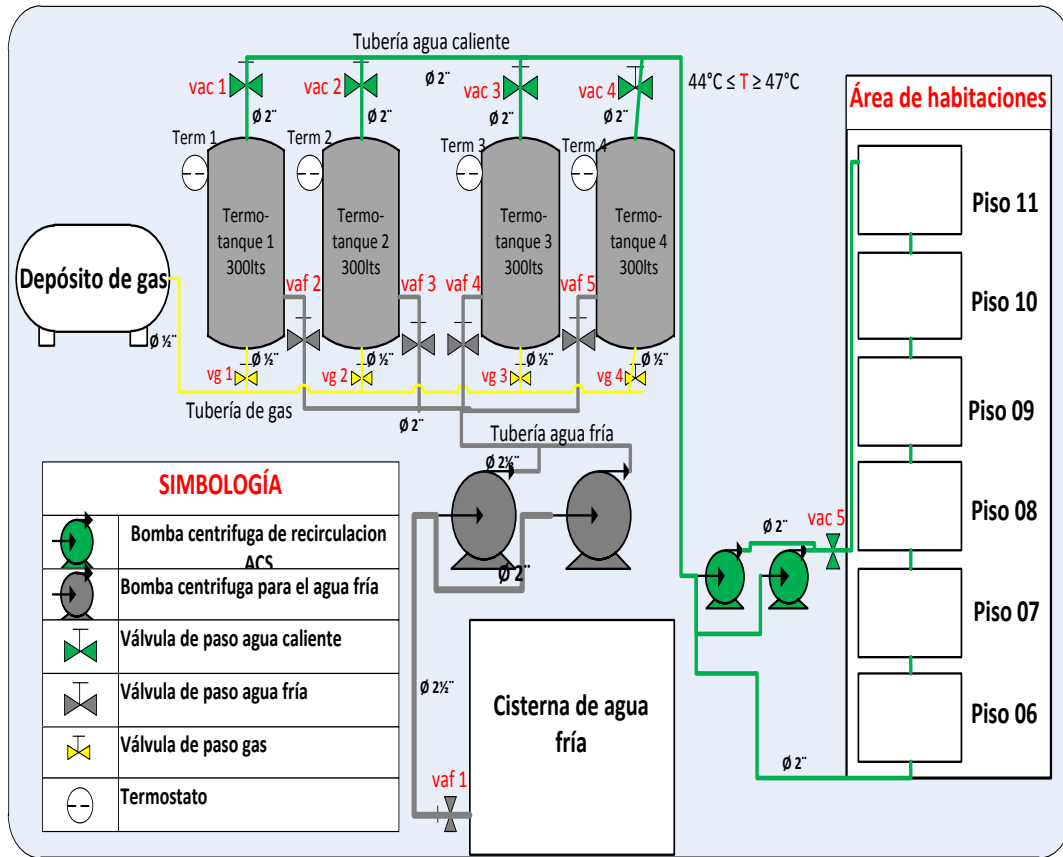 Tubería agua caliente
vac 1
vac 2
Ø 2¨
vac 3
vac 4
44°C ≤ T ≥ 47°C
Ø 2¨
Ø 2¨
Ø 2¨
Ø 2¨
Term 1
Term 2
Term 3
Term 4
Termo-
tanque 1
300lts
Termo-
tanque 2
300lts
Termo-
tanque 3
300lts
Termo-
tanque 4
300lts
Depósito de gas
vaf 2
vaf 3
vaf 4
vaf 5
Ø ½¨
Ø ½¨
Ø ½¨
Ø ½¨
Ø ½¨
vg 1
vg 2
vg 3
vg 4
Tubería de gas
Ø 2¨
Tubería agua fría
Ø 2½¨
Ø 2¨
Ø 2½¨
vaf 1
Cisterna de agua
fría
Ø 2¨
vac 5
Ø 2¨
Área de habitaciones
Piso 11
Piso 10
Piso 09
Piso 08
Piso 07
Piso 06
SIMBOLOGÍA
Bomba centrifuga de recirculacion
ACS
Bomba centrifuga para el agua fría
Válvula de paso agua caliente
Válvula de paso agua fría
Válvula de paso gas
Termostato